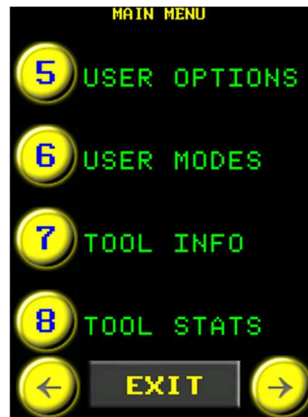 MAIN MENU
5 USER OPTIONS
6 USER MODES
7 TOOL INFO
8 TOOL STATS
← EXIT →